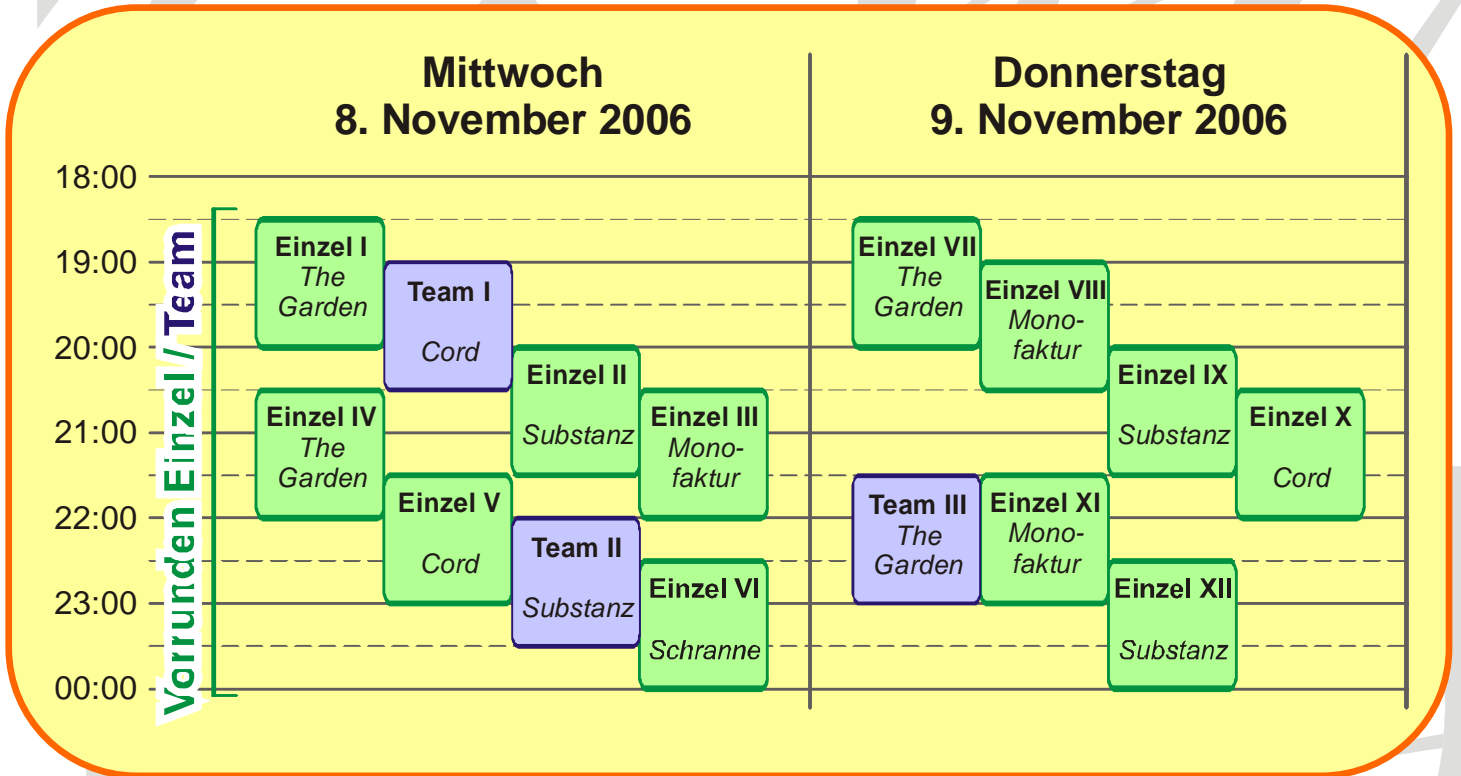 Mittwoch
8. November 2006
Donnerstag
9. November 2006
18:00
19:00
20:00
21:00
22:00
23:00
00:00
Vorrunden Einzel / Team
Einzel I
The
Garden
Team I
Cord
Einzel II
Substanz
Einzel III
Mono-
faktur
Einzel IV
The
Garden
Einzel V
Cord
Team II
Substanz
Einzel VI
Schranne
Einzel VII
The
Garden
Einzel VIII
Mono-
faktur
Einzel IX
Substanz
Einzel X
Cord
Team III
The
Garden
Einzel XI
Mono-
faktur
Einzel XII
Substanz